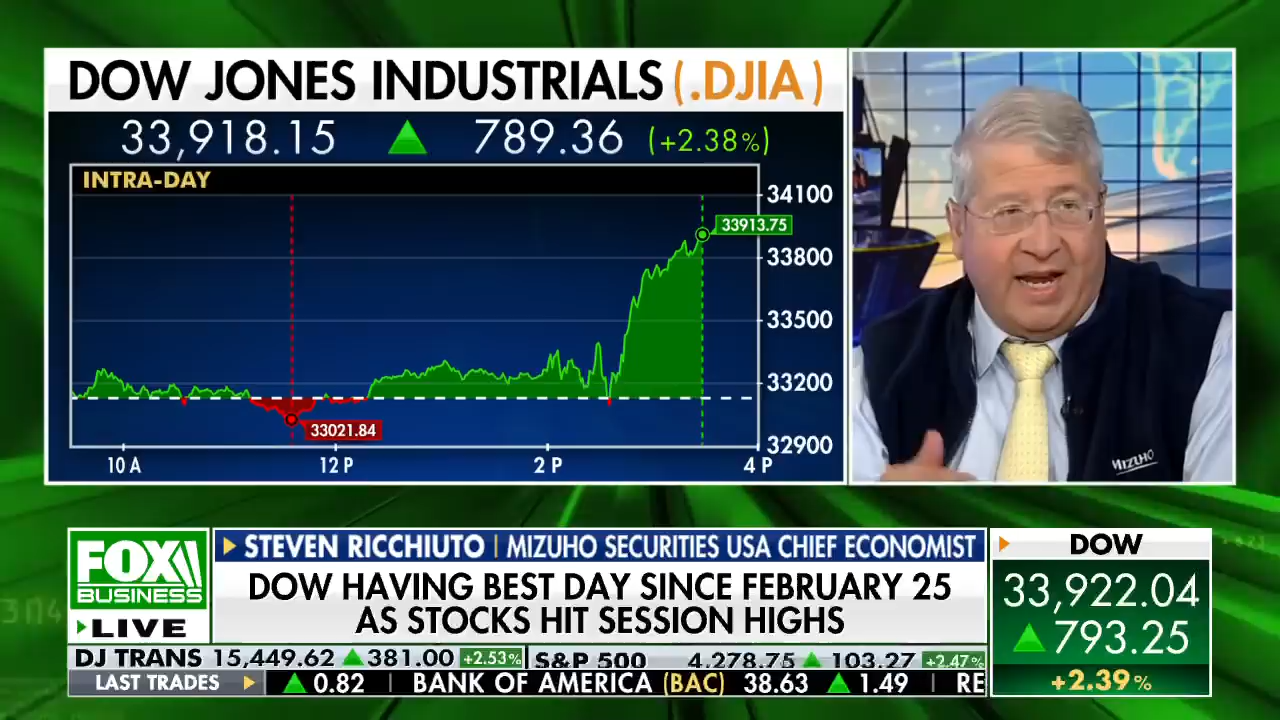 DOW JONES INDUSTRIALS (.DJIA)
33,918.15 789.36 (+2.38%)
INTRA-DAY
34100
33913.75
33800
33500
33200
33021.84
32900
10 A 12 P 2 P 4 P
MIZUHO
FOX
BUSINESS
LIVE
STEVEN RICCHIUTO | MIZUHO SECURITIES USA CHIEF ECONOMIST
DOW HAVING BEST DAY SINCE FEBRUARY 25
AS STOCKS HIT SESSION HIGHS
DOW
33,922.04
793.25
+2.39%
DJ TRANS 15,449.62 381.00 +2.53% S&P 500 4,278.75 103.27 +2.47%
LAST TRADES 0.82 | BANK OF AMERICA (BAC) 38.63 1.49 | RE